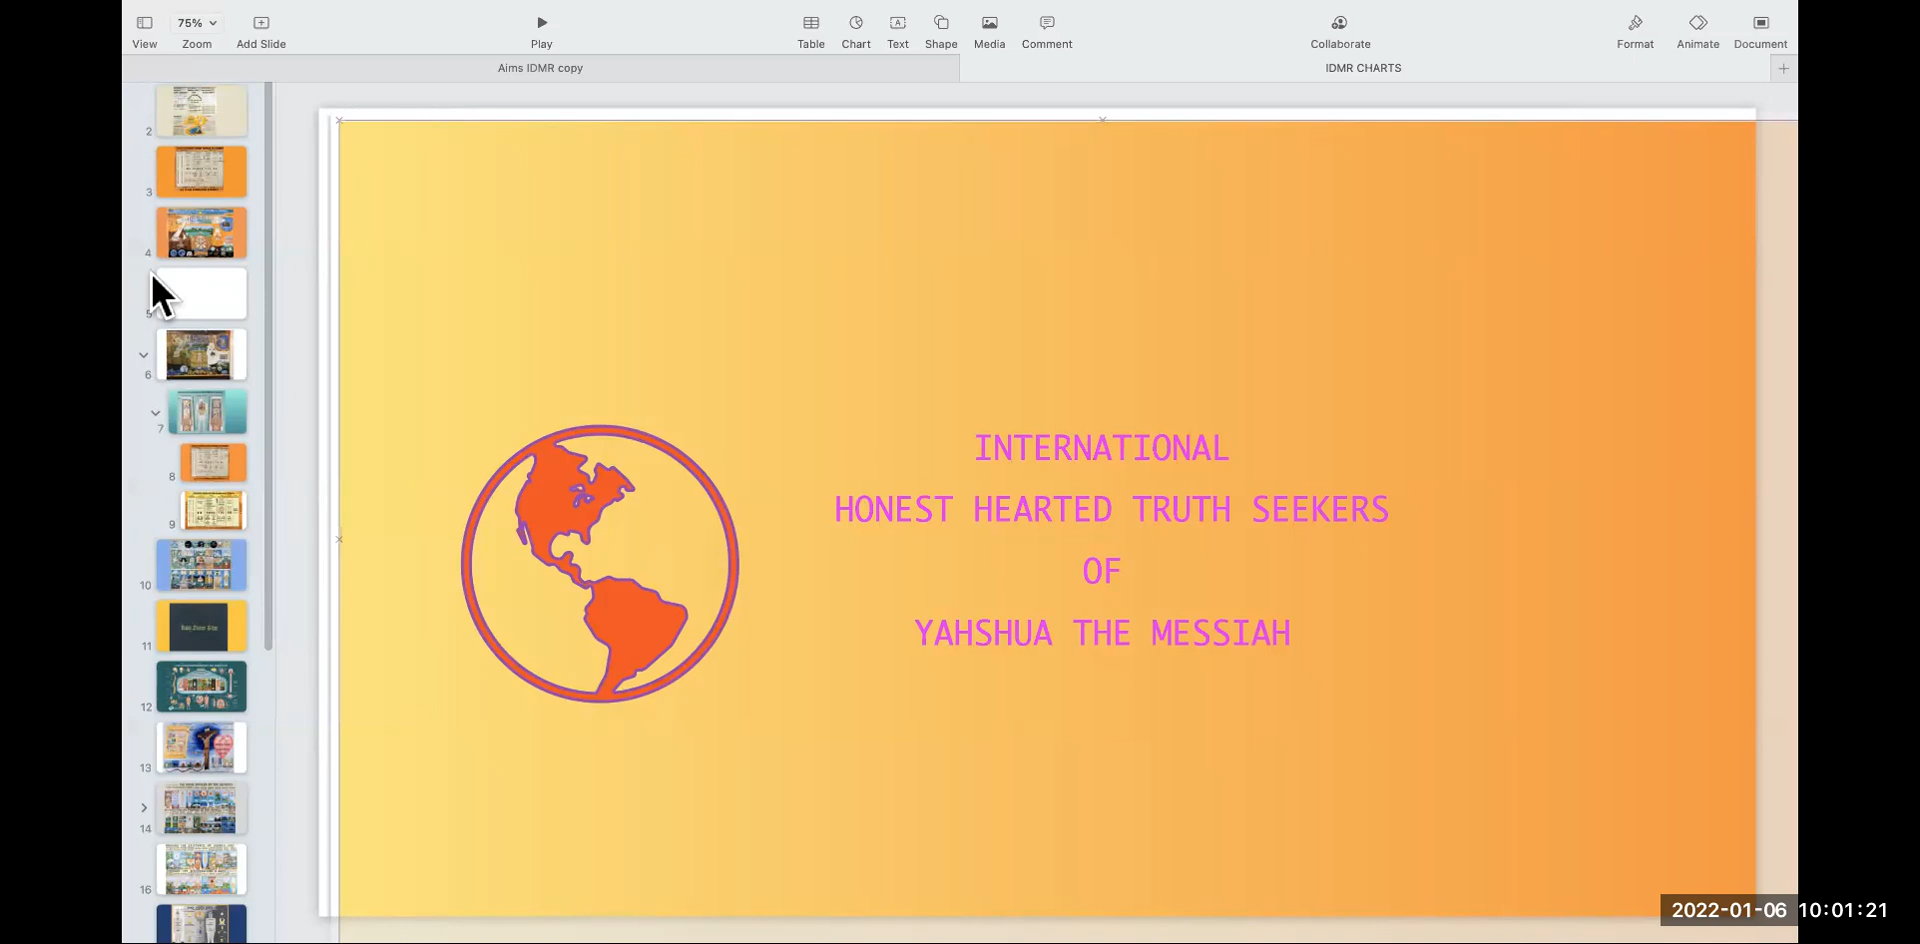 75%
View
Zoom
Add Slide
Play
Table
Chart
Text
Shape
Media
Comment
Collaborate
Format
Animate
Document
Aims IDMR copy
IDMR CHARTS
2
3
4
5
6
7
8
9
10
11
12
13
14
16
INTERNATIONAL
HONEST HEARTED TRUTH SEEKERS
OF
YAHSHUA THE MESSIAH
2022-01-06 10:01:21